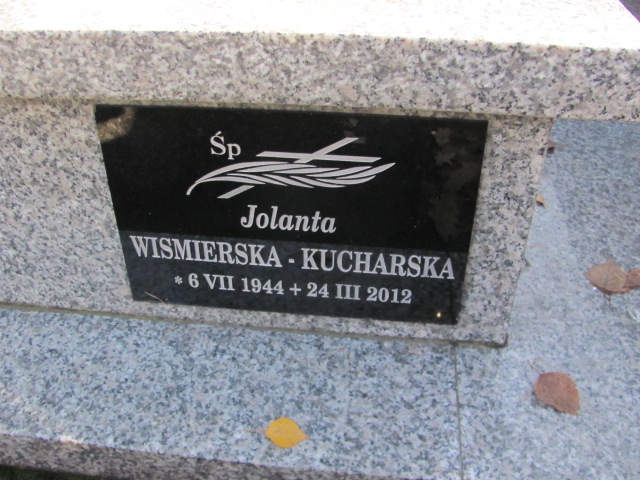 Śp
Jolanta
WISMIERSKA - KUCHARSKA
* 6 VII 1944 + 24 III 2012